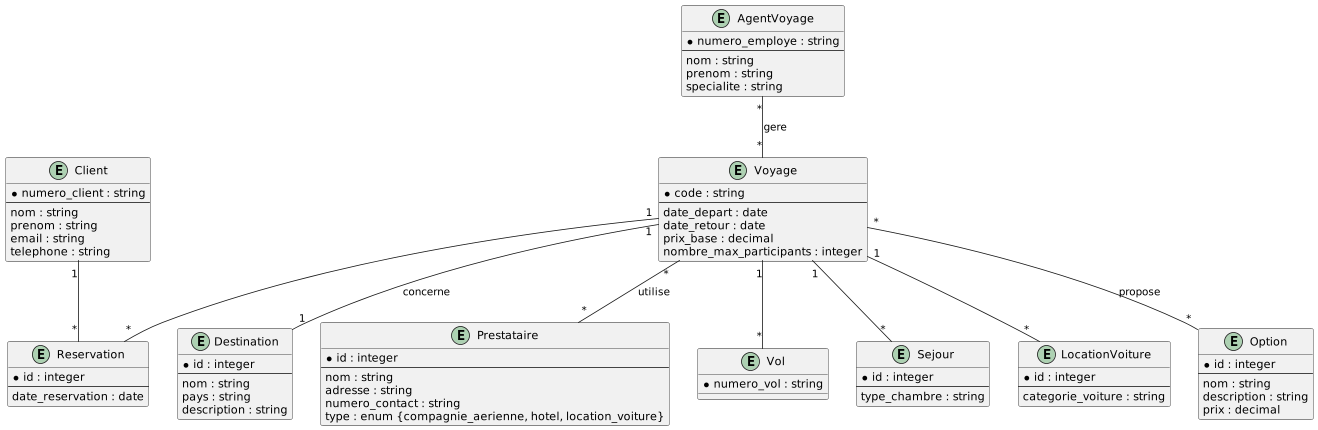 E AgentVoyage
* numero_employe : string
nom : string
prenom : string
specialite : string
*
gere
*
E Client
* numero_client : string
nom : string
prenom : string
email : string
telephone : string
E Voyage
* code : string
date_depart : date
date_retour : date
prix_base : decimal
nombre_max_participants : integer
1
1
*
1
1
*
1
1
*
concerne
utilise
propose
*
*
1
*
*
*
*
*
E Reservation
* id : integer
date_reservation : date
E Destination
* id : integer
nom : string
pays : string
description : string
E Prestataire
* id : integer
nom : string
adresse : string
numero_contact : string
type : enum {compagnie_aerienne, hotel, location_voiture}
E Vol
* numero_vol : string
E Sejour
* id : integer
type_chambre : string
E LocationVoiture
* id : integer
categorie_voiture : string
E Option
* id : integer
nom : string
description : string
prix : decimal